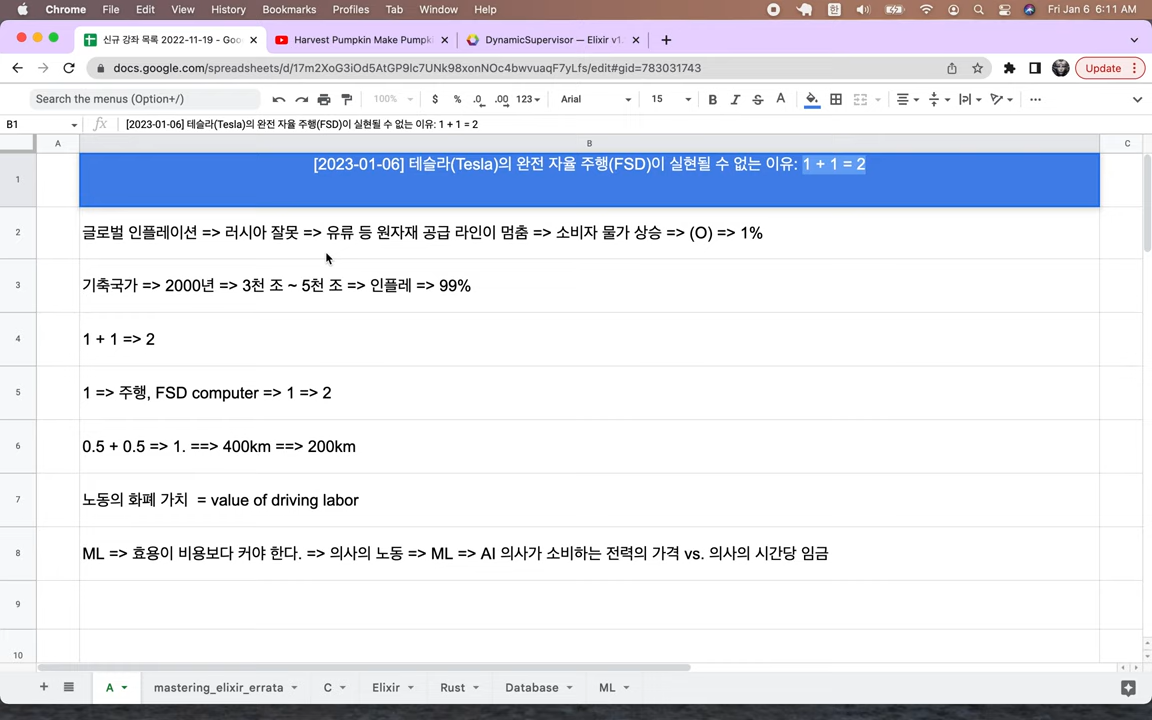 Chrome File Edit View History Bookmarks Profiles Tab Window Help 한 Fri Jan 6 6:11 AM
신규 강좌 목록 2022-11-19 - Goo Harvest Pumpkin Make Pumpk DynamicSupervisor — Elixir v1.
docs.google.com/spreadsheets/d/17m2XoG3iOd5AtGP9lc7UNk98xonNOc4bwvuaqF7yLfs/edit#gid=783031743 Update
Search the menus (Option+/) 100% $ % .0 .00 123 Arial 15 B I S A
B1 fx [2023-01-06] 테슬라(Tesla)의 완전 자율 주행(FSD)이 실현될 수 없는 이유: 1 + 1 = 2
A B C
1 [2023-01-06] 테슬라(Tesla)의 완전 자율 주행(FSD)이 실현될 수 없는 이유: 1 + 1 = 2
2 글로벌 인플레이션 => 러시아 잘못 => 유류 등 원자재 공급 라인이 멈춤 => 소비자 물가 상승 => (O) => 1%
3 기축국가 => 2000년 => 3천 조 ~ 5천 조 => 인플레 => 99%
4 1 + 1 => 2
5 1 => 주행, FSD computer => 1 => 2
6 0.5 + 0.5 => 1. ==> 400km ==> 200km
7 노동의 화폐 가치 = value of driving labor
8 ML => 효용이 비용보다 커야 한다. => 의사의 노동 => ML => AI 의사가 소비하는 전력의 가격 vs. 의사의 시간당 임금
9
10
A mastering_elixir_errata C Elixir Rust Database ML